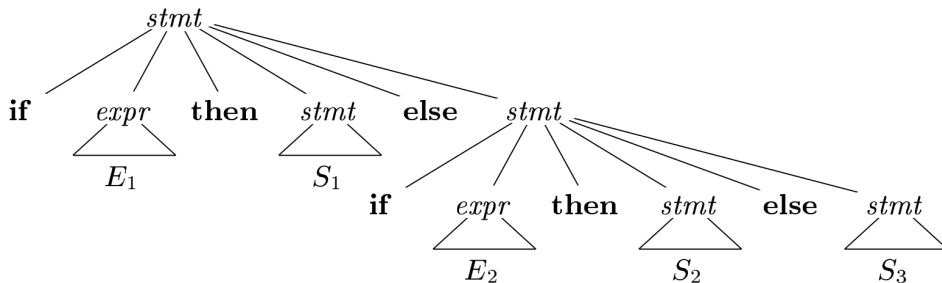 stmt
if expr then stmt else stmt
E₁ S₁
if expr then stmt else stmt
E₂ S₂ S₃